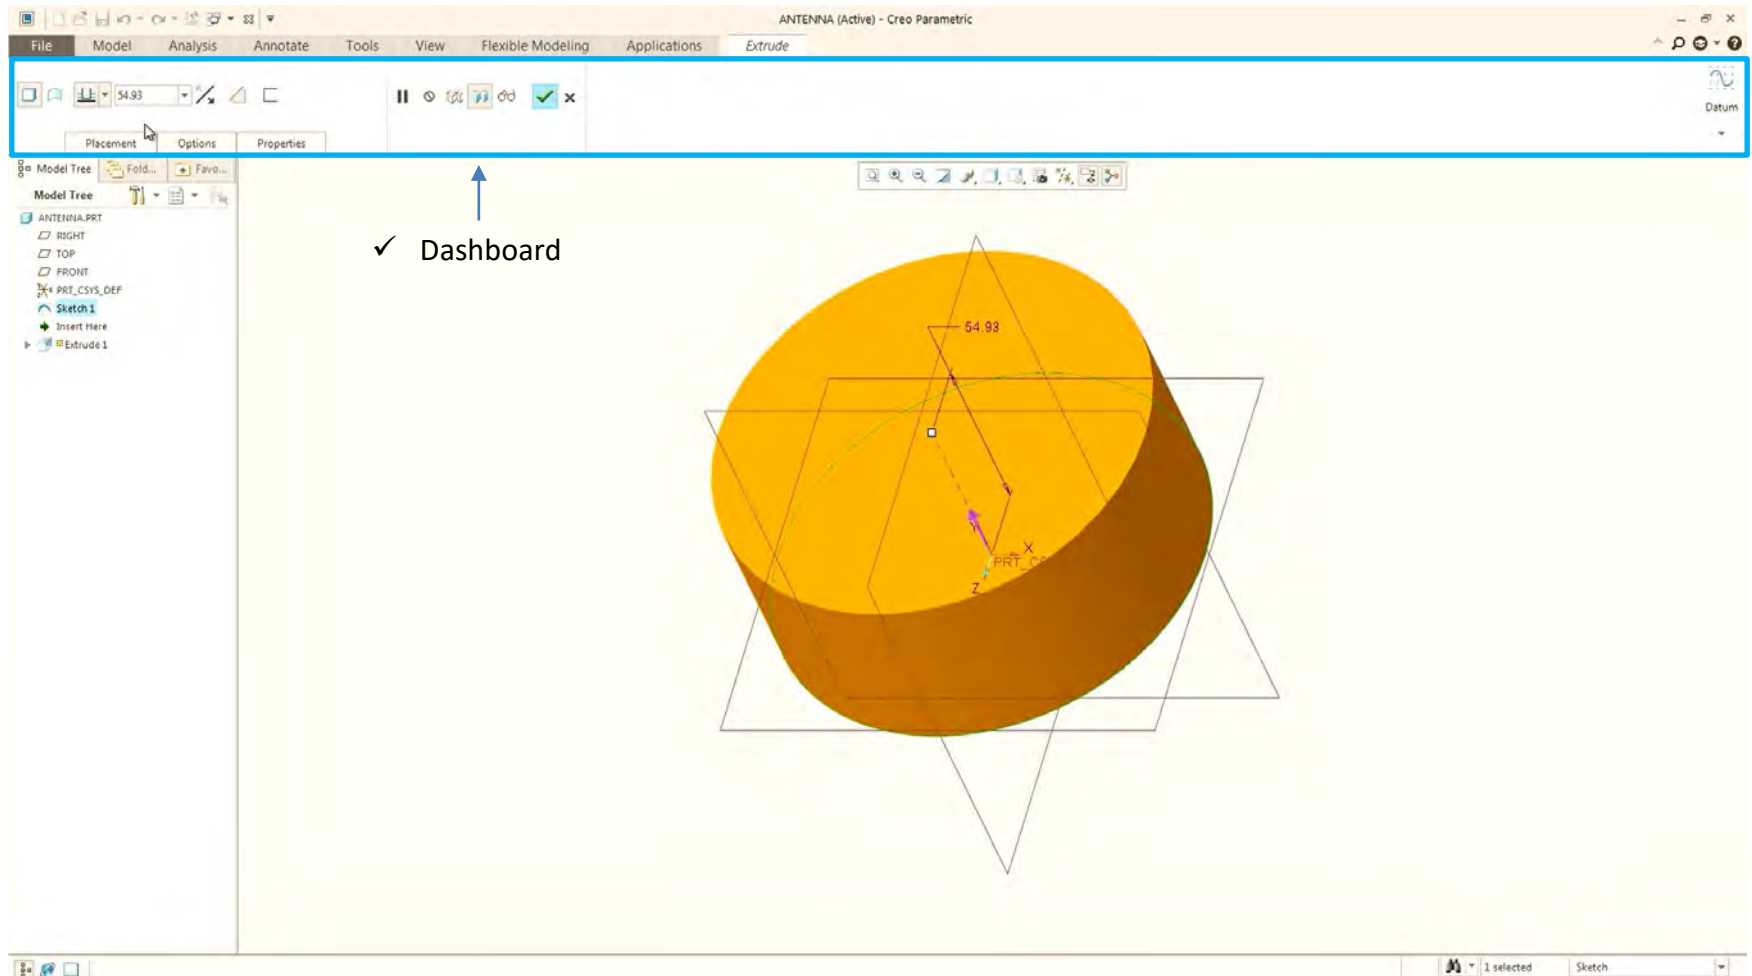 ANTENNA (Active) - Creo Parametric
File Model Analysis Annotate Tools View Flexible Modeling Applications Extrude
54.93
Datum
Placement Options Properties
Model Tree Fold... Favo...
Model Tree
ANTENNA.PRT
RIGHT
TOP
FRONT
PRT_CSYS_DEF
Sketch 1
Insert Here
Extrude 1
✓ Dashboard
54.93
Y
X
PRT_CS
Z
1 selected Sketch